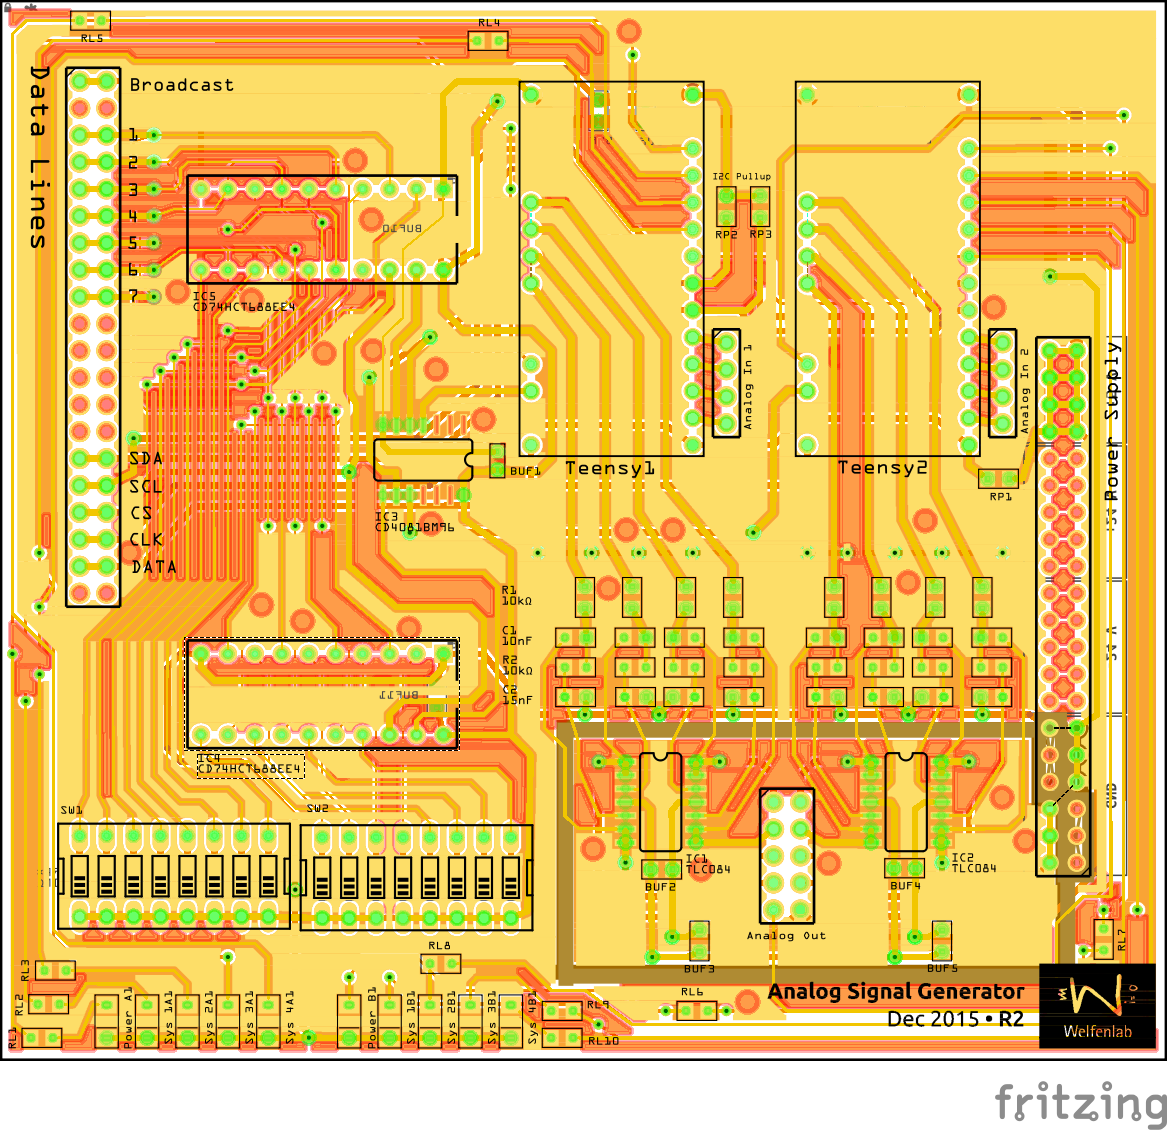 RL5
RL4
Data Lines
Broadcast
1
2
3
4
5
6
7
I2C Pullup
RP2
RP3
BUF10
IC5
CD74HCT688EE4
Analog In 1
Analog In 2
Power Supply
SDA
SCL
CS
CLK
DATA
BUF1
Teensy1
Teensy2
RP1
IC3
CD4081BM96
R1
10kΩ
C1
10nF
R2
10kΩ
C2
15nF
BUF11
IC4
CD74HCT688EE4
GND
SW1
SW2
IC1
TLC084
IC2
TLC084
BUF2
BUF4
Analog Out
RL8
RL7
BUF3
BUF5
RL3
RL2
RL1
Power A1
Sys 1A1
Sys 2A1
Sys 3A1
Sys 4A1
Power B1
Sys 1B1
Sys 2B1
Sys 3B1
Sys 4B1
RL9
RL10
RL6
Analog Signal Generator
Dec 2015 • R2
Welfenlab
fritzing